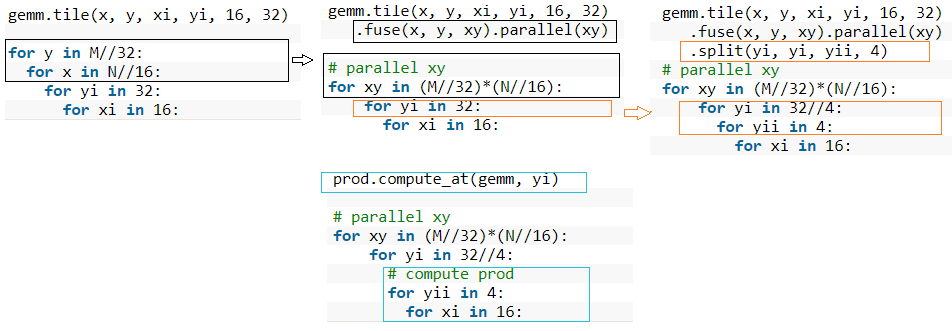 gemm.tile(x, y, xi, yi, 16, 32)
for y in M//32:
for x in N//16:
for yi in 32:
for xi in 16:
gemm.tile(x, y, xi, yi, 16, 32)
.fuse(x, y, xy).parallel(xy)
# parallel xy
for xy in (M//32)*(N//16):
for yi in 32:
for xi in 16:
gemm.tile(x, y, xi, yi, 16, 32)
.fuse(x, y, xy).parallel(xy)
.split(yi, yi, yii, 4)
# parallel xy
for xy in (M//32)*(N//16):
for yi in 32//4:
for yii in 4:
for xi in 16:
prod.compute_at(gemm, yi)
# parallel xy
for xy in (M//32)*(N//16):
for yi in 32//4:
# compute prod
for yii in 4:
for xi in 16: